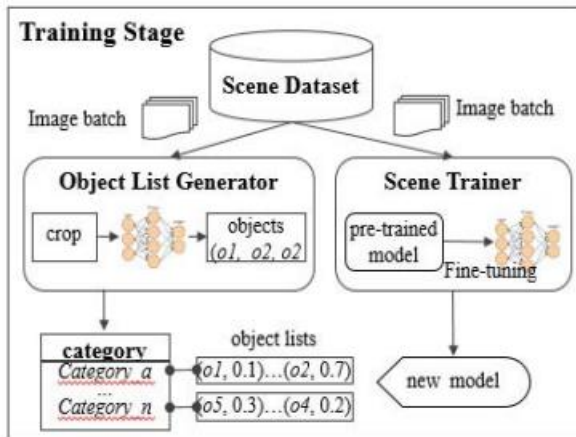 Training Stage
Scene Dataset
Image batch
Image batch
Object List Generator
crop
objects
(o1, o2, o2
Scene Trainer
pre-trained
model
Fine-tuning
object lists
category
Category a
(o1, 0.1)...(o2, 0.7)
...
Category n
(o5, 0.3)...(o4, 0.2)
new model